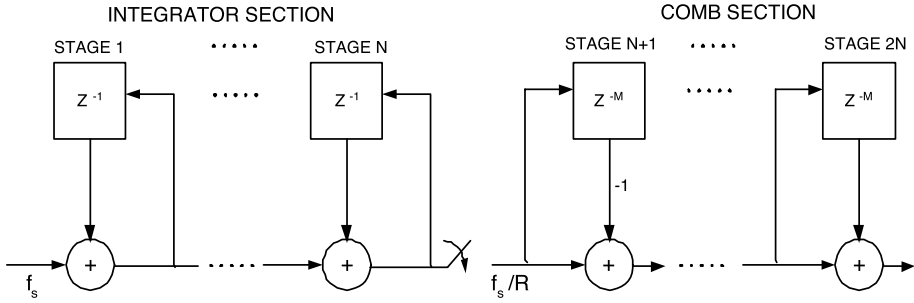 INTEGRATOR SECTION
COMB SECTION
STAGE 1
STAGE N
STAGE N+1
STAGE 2N
Z -1
Z -1
Z -M
Z -M
-1
+
+
+
+
fs
fs/R